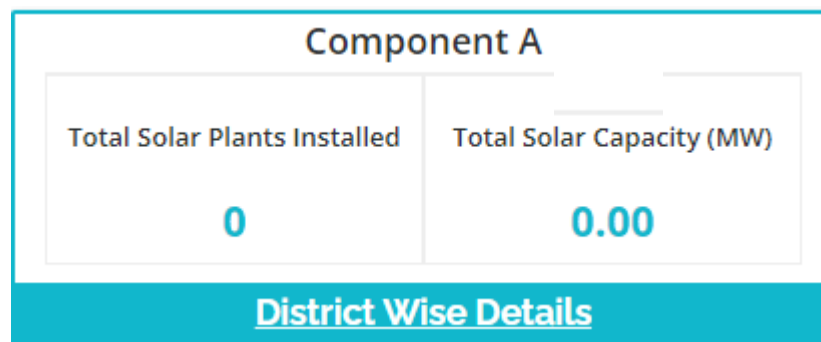 Component A
Total Solar Plants Installed
0
Total Solar Capacity (MW)
0.00
District Wise Details